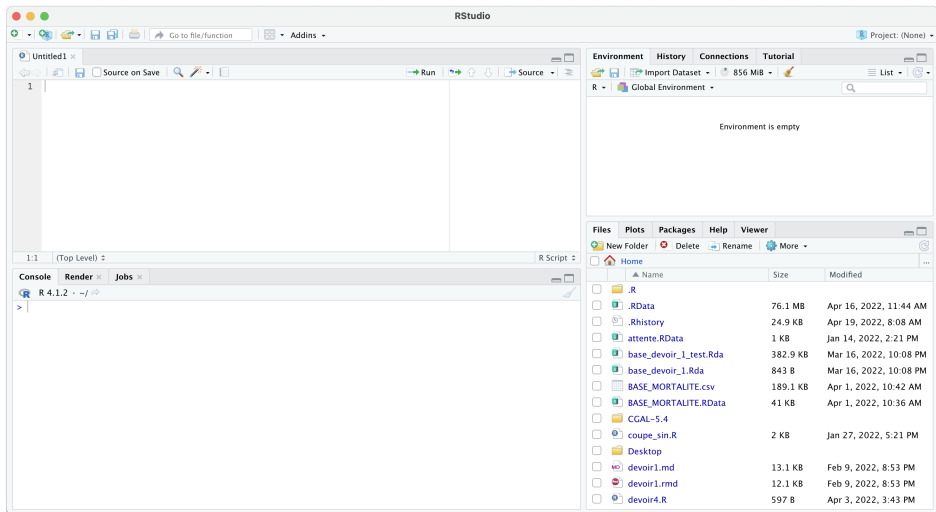 RStudio
Go to file/function Addins Project: (None)
Untitled1
Source on Save Run Source
1
1:1 (Top Level) R Script
Console Render Jobs
R 4.1.2 · ~/
>
Environment History Connections Tutorial
Import Dataset 856 MiB List
R Global Environment
Environment is empty
Files Plots Packages Help Viewer
New Folder Delete Rename More
Home ...
Name Size Modified
.R
.RData 76.1 MB Apr 16, 2022, 11:44 AM
.Rhistory 24.9 KB Apr 19, 2022, 8:08 AM
attente.RData 1 KB Jan 14, 2022, 2:21 PM
base_devoir_1_test.Rda 382.9 KB Mar 16, 2022, 10:08 PM
base_devoir_1.Rda 843 B Mar 16, 2022, 10:08 PM
BASE_MORTALITE.csv 189.1 KB Apr 1, 2022, 10:42 AM
BASE_MORTALITE.RData 41 KB Apr 1, 2022, 10:36 AM
CGAL-5.4
coupe_sin.R 2 KB Jan 27, 2022, 5:21 PM
Desktop
devoir1.md 13.1 KB Feb 9, 2022, 8:53 PM
devoir1.rmd 12.1 KB Feb 9, 2022, 8:53 PM
devoir4.R 597 B Apr 3, 2022, 3:43 PM